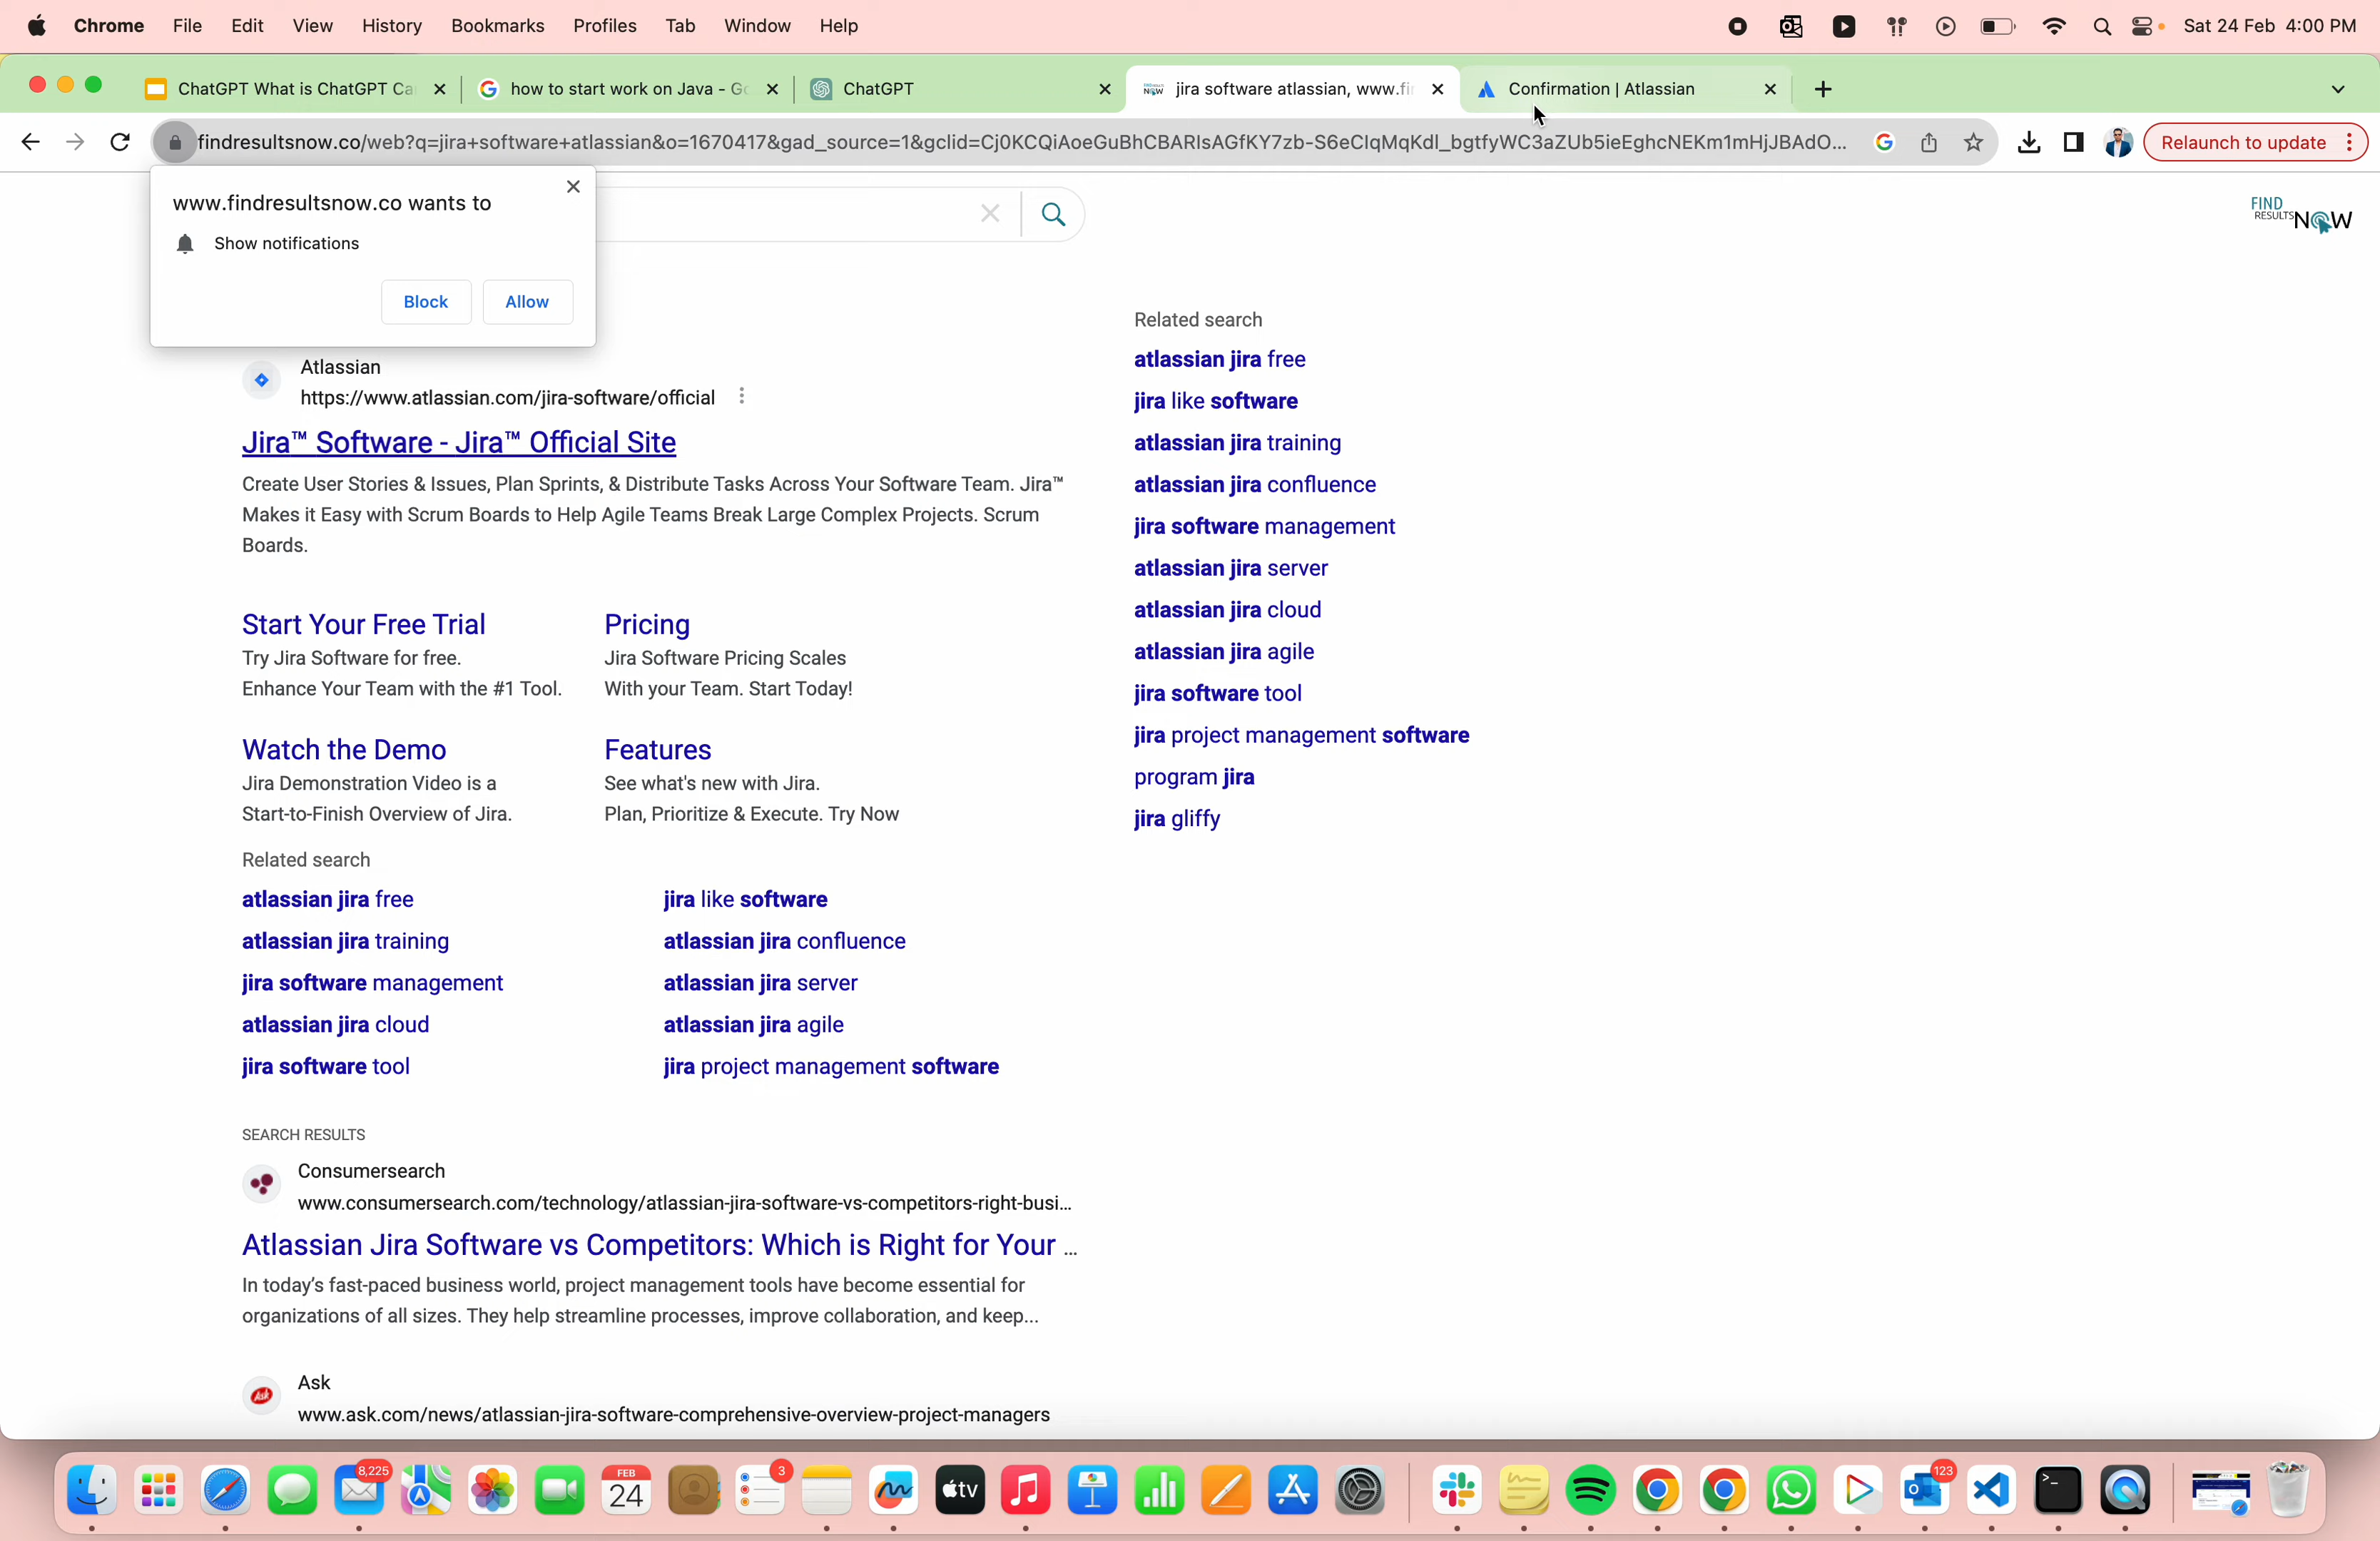 Chrome File Edit View History Bookmarks Profiles Tab Window Help Sat 24 Feb 4:00 PM
ChatGPT What is ChatGPT Ca how to start work on Java - Go ChatGPT jira software atlassian, www.fi Confirmation | Atlassian
findresultsnow.co/web?q=jira+software+atlassian&o=1670417&gad_source=1&gclid=Cj0KCQiAoeGuBhCBARIsAGfKY7zb-S6eCIqMqKdl_bgtfyWC3aZUb5ieEghcNEKm1mHjJBAdO... Relaunch to update
www.findresultsnow.co wants to
Show notifications
Block Allow
FIND
RESULTS NOW
Atlassian
https://www.atlassian.com/jira-software/official
Jira™ Software - Jira™ Official Site
Create User Stories & Issues, Plan Sprints, & Distribute Tasks Across Your Software Team. Jira™
Makes it Easy with Scrum Boards to Help Agile Teams Break Large Complex Projects. Scrum
Boards.
Start Your Free Trial
Try Jira Software for free.
Enhance Your Team with the #1 Tool.
Pricing
Jira Software Pricing Scales
With your Team. Start Today!
Watch the Demo
Jira Demonstration Video is a
Start-to-Finish Overview of Jira.
Features
See what's new with Jira.
Plan, Prioritize & Execute. Try Now
Related search
atlassian jira free
jira like software
atlassian jira training
atlassian jira confluence
jira software management
atlassian jira server
atlassian jira cloud
atlassian jira agile
jira software tool
jira project management software
SEARCH RESULTS
Consumersearch
www.consumersearch.com/technology/atlassian-jira-software-vs-competitors-right-busi...
Atlassian Jira Software vs Competitors: Which is Right for Your ...
In today's fast-paced business world, project management tools have become essential for
organizations of all sizes. They help streamline processes, improve collaboration, and keep...
Ask
www.ask.com/news/atlassian-jira-software-comprehensive-overview-project-managers
Related search
atlassian jira free
jira like software
atlassian jira training
atlassian jira confluence
jira software management
atlassian jira server
atlassian jira cloud
atlassian jira agile
jira software tool
jira project management software
program jira
jira gliffy
8,225
FEB
24
3
tv
123